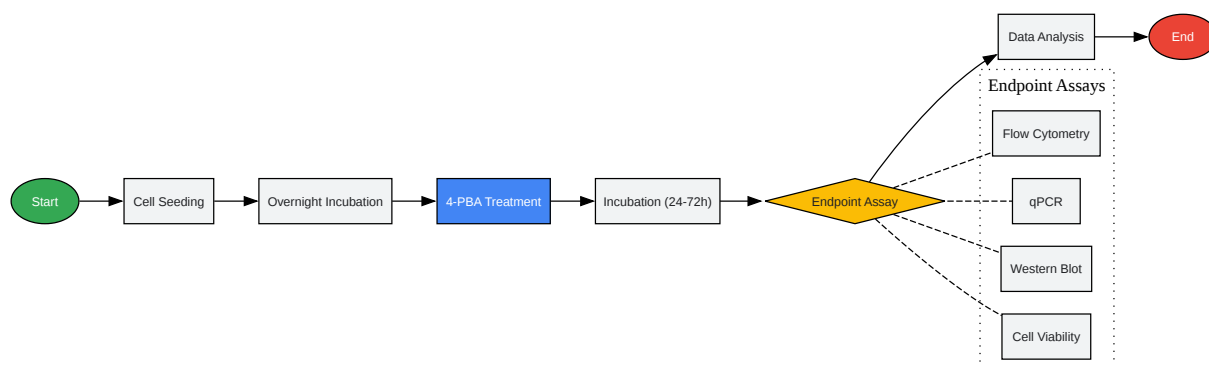 Start
Cell Seeding
Overnight Incubation
4-PBA Treatment
Incubation (24-72h)
Endpoint Assay
Data Analysis
End
Endpoint Assays
Flow Cytometry
qPCR
Western Blot
Cell Viability